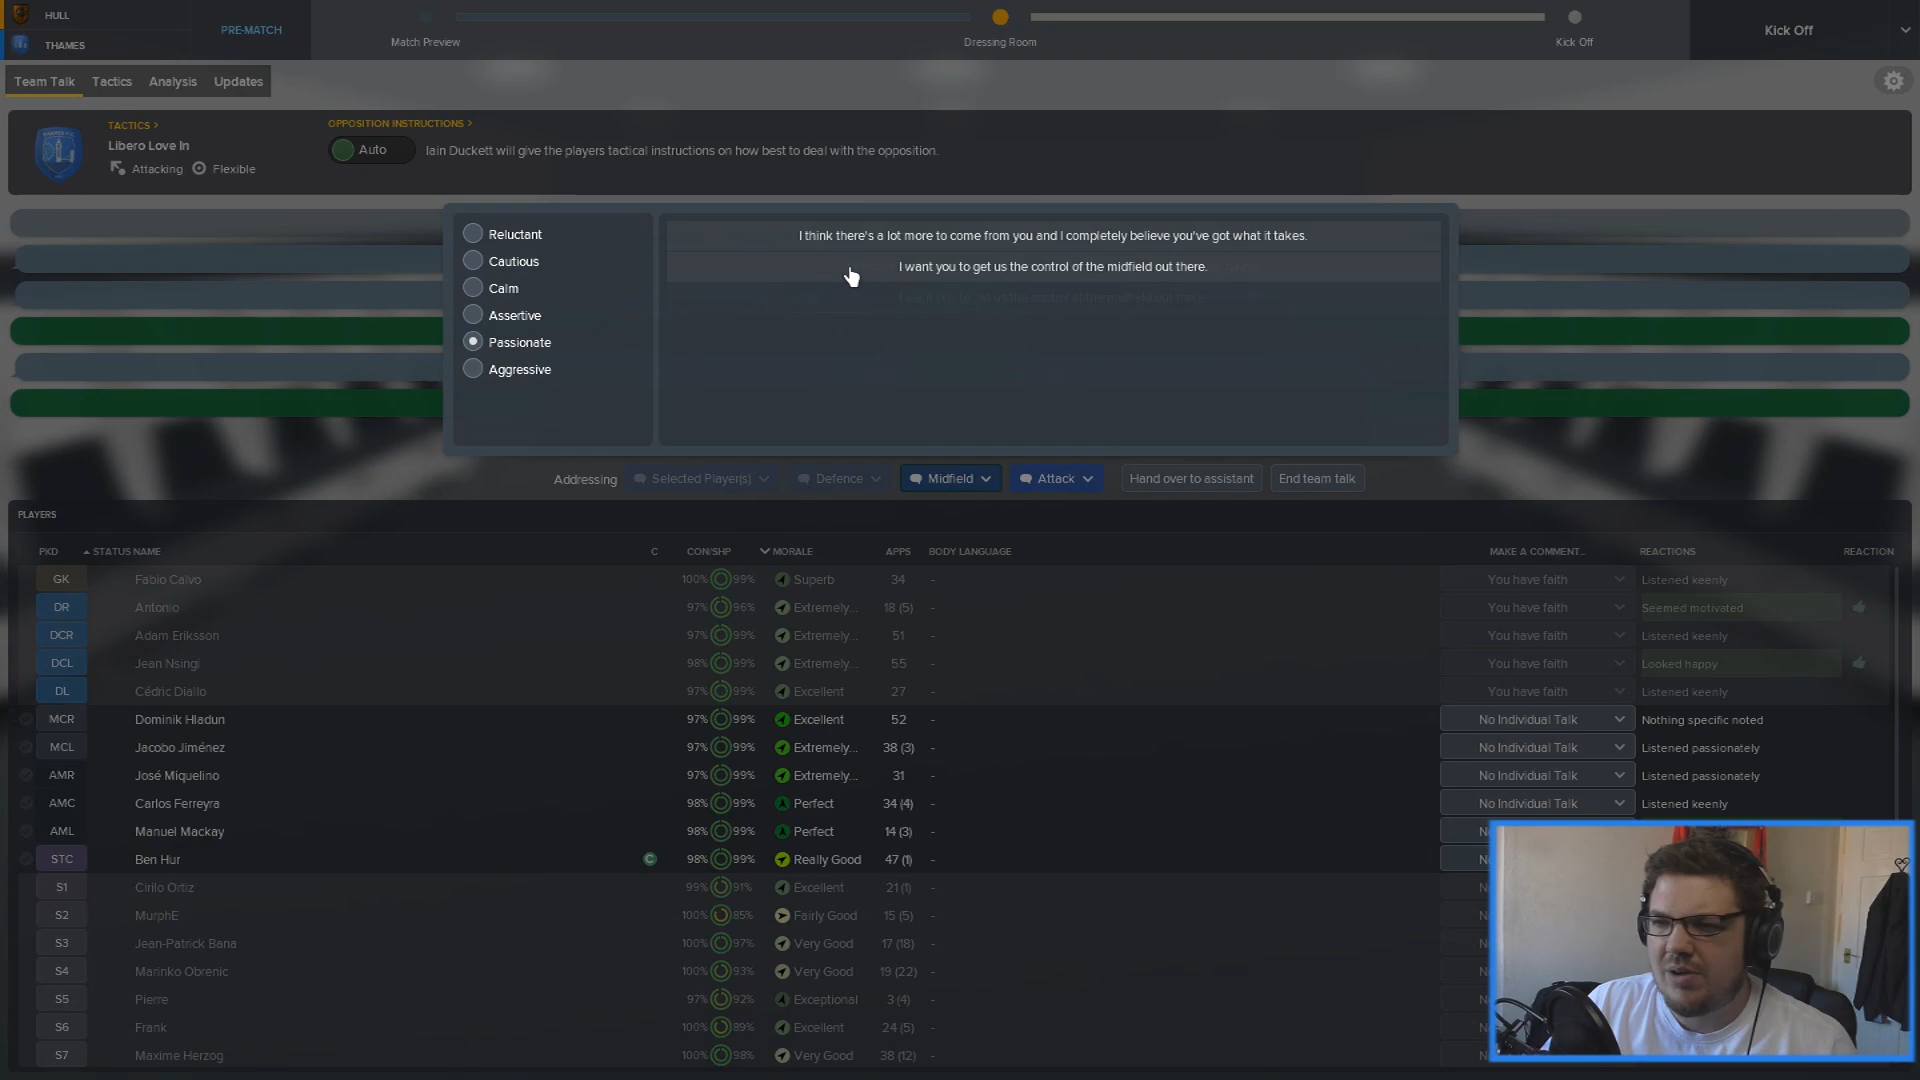 HULL
THAMES
PRE-MATCH
Match Preview
Dressing Room
Kick Off
Kick Off
Team Talk Tactics Analysis Updates
TACTICS >
Libero Love In
Attacking Flexible
OPPOSITION INSTRUCTIONS >
Auto Iain Duckett will give the players tactical instructions on how best to deal with the opposition.
Reluctant
Cautious
Calm
Assertive
Passionate
Aggressive
I think there's a lot more to come from you and I completely believe you've got what it takes.
I want you to get us the control of the midfield out there.
Addressing Selected Player(s) Defence Midfield Attack Hand over to assistant End team talk
PLAYERS
PKD STATUS NAME C CON/SHP MORALE APPS BODY LANGUAGE MAKE A COMMENT... REACTIONS REACTION
GK Fabio Calvo 100% 99% Superb 34 - You have faith Listened keenly
DR Antonio 97% 96% Extremely... 18 (5) - You have faith Seemed motivated
DCR Adam Eriksson 97% 99% Extremely... 51 - You have faith Listened keenly
DCL Jean Nsingi 98% 99% Extremely... 55 - You have faith Looked happy
DL Cédric Diallo 97% 99% Excellent 27 - You have faith Listened keenly
MCR Dominik Hladun 97% 99% Excellent 52 - No Individual Talk Nothing specific noted
MCL Jacobo Jiménez 97% 99% Extremely... 38 (3) - No Individual Talk Listened passionately
AMR José Miquelino 97% 99% Extremely... 31 - No Individual Talk Listened passionately
AMC Carlos Ferreyra 98% 99% Perfect 34 (4) - No Individual Talk Listened keenly
AML Manuel Mackay 98% 99% Perfect 14 (3) -
STC Ben Hur C 98% 99% Really Good 47 (1) -
S1 Cirilo Ortiz 99% 91% Excellent 21 (1) -
S2 MurphE 100% 85% Fairly Good 15 (5) -
S3 Jean-Patrick Bana 100% 97% Very Good 17 (18) -
S4 Marinko Obrenic 100% 93% Very Good 19 (22) -
S5 Pierre 97% 92% Exceptional 3 (4) -
S6 Frank 100% 89% Excellent 24 (5) -
S7 Maxime Herzog 100% 98% Very Good 38 (12) -